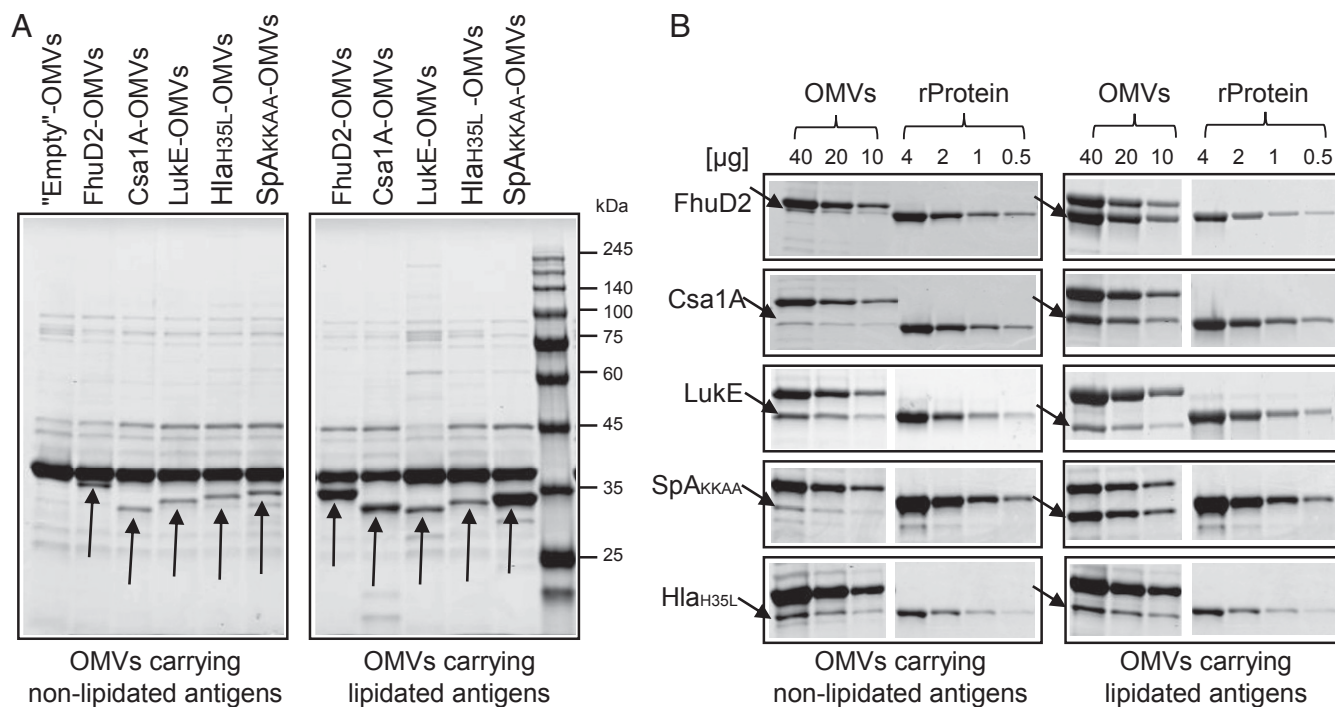 A
"Empty"-OMVs
FhuD2-OMVs
Csa1A-OMVs
LukE-OMVs
HlaH35L-OMVs
SpAKKAA-OMVs
FhuD2-OMVs
Csa1A-OMVs
LukE-OMVs
HlaH35L -OMVs
SpAKKAA-OMVs
kDa
245
140
100
75
60
45
35
25
OMVs carrying
non-lipidated antigens
OMVs carrying
lipidated antigens
B
OMVs rProtein OMVs rProtein
[µg] 40 20 10 4 2 1 0.5 40 20 10 4 2 1 0.5
FhuD2
Csa1A
LukE
SpAKKAA
HlaH35L
OMVs carrying
non-lipidated antigens
OMVs carrying
lipidated antigens